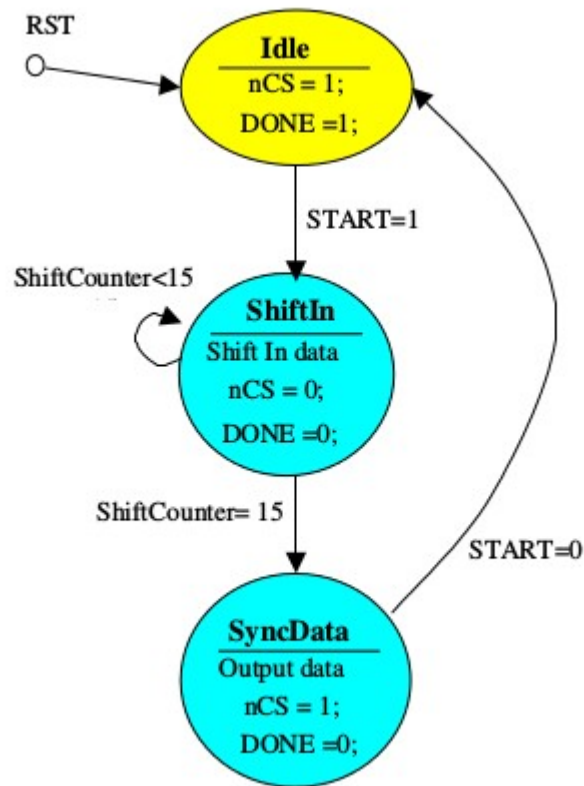 RST
Idle
nCS = 1;
DONE =1;
START=1
ShiftCounter<15
ShiftIn
Shift In data
nCS = 0;
DONE =0;
ShiftCounter= 15
START=0
SyncData
Output data
nCS = 1;
DONE =0;